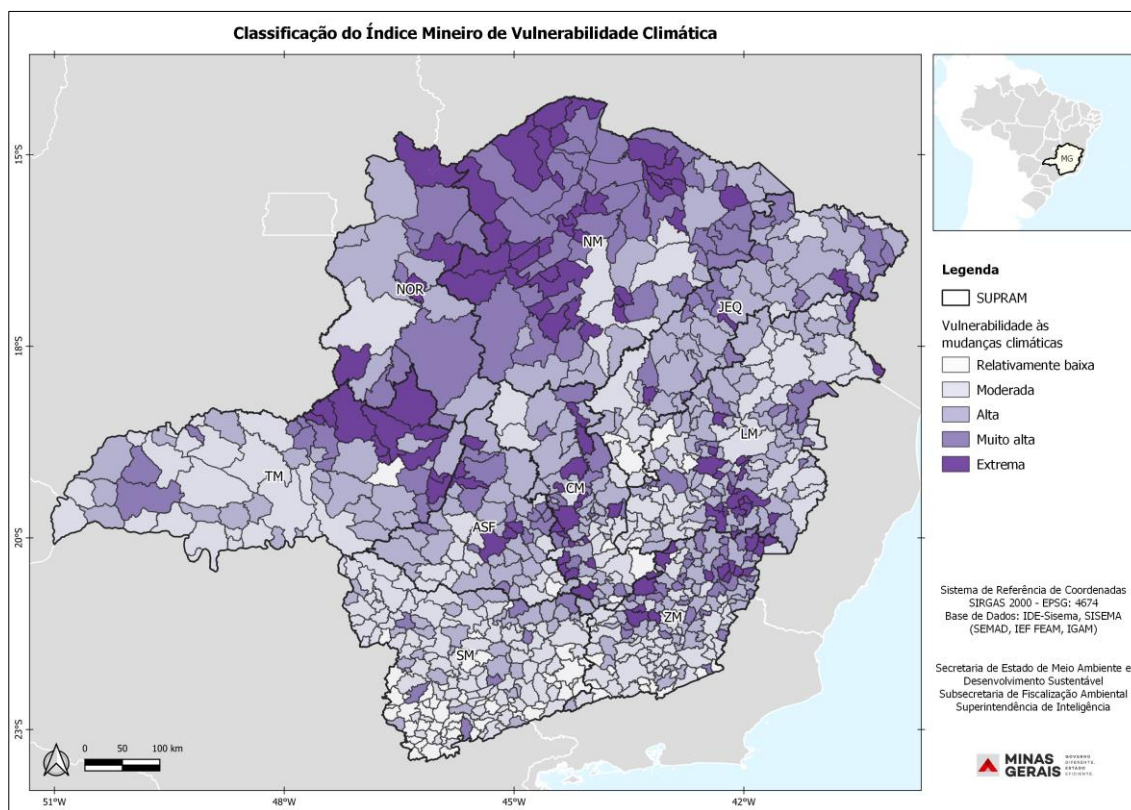 Classificação do Índice Mineiro de Vulnerabilidade Climática
15°S
18°S
20°S
23°S
51°W
48°W
45°W
42°W
NM
NOR
JEQ
LM
TM
CM
ASF
ZM
SM
0 50 100 km
MG
Legenda
SUPRAM
Vulnerabilidade às
mudanças climáticas
Relativamente baixa
Moderada
Alta
Muito alta
Extrema
Sistema de Referência de Coordenadas
SIRGAS 2000 - EPSG: 4674
Base de Dados: IDE-Sisema, SISEMA
(SEMAD, IEF FEAM, IGAM)
Secretaria de Estado de Meio Ambiente e
Desenvolvimento Sustentável
Subsecretaria de Fiscalização Ambiental
Superintendência de Inteligência
MINAS
GERAIS
GOVERNO
DIFERENTE.
ESTADO
EFICIENTE.